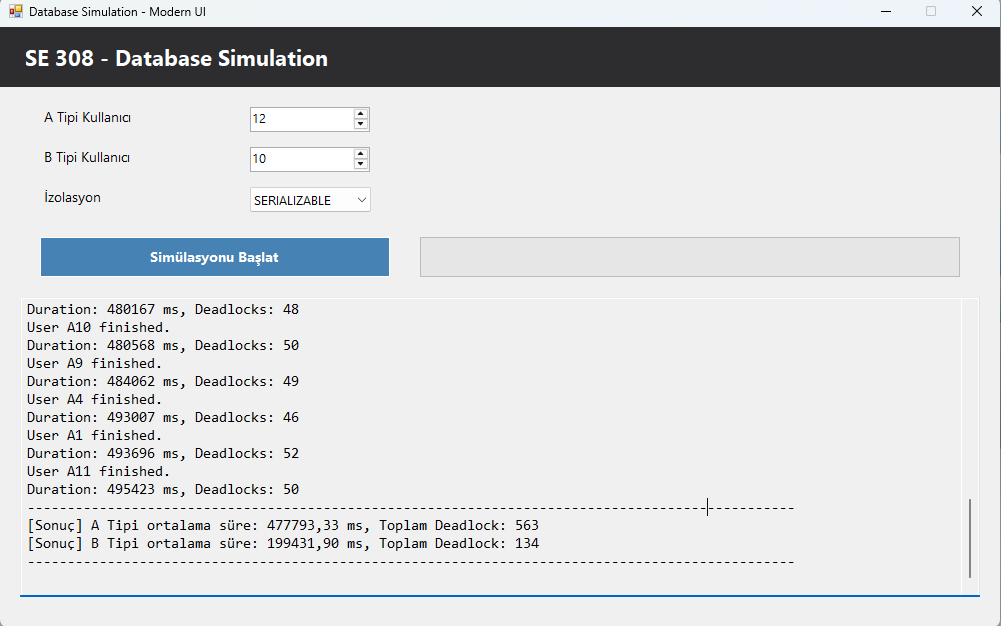 Database Simulation - Modern UI
SE 308 - Database Simulation
A Tipi Kullanıcı
12
B Tipi Kullanıcı
10
İzolasyon
SERIALIZABLE
Simülasyonu Başlat
Duration: 480167 ms, Deadlocks: 48
User A10 finished.
Duration: 480568 ms, Deadlocks: 50
User A9 finished.
Duration: 484062 ms, Deadlocks: 49
User A4 finished.
Duration: 493007 ms, Deadlocks: 46
User A1 finished.
Duration: 493696 ms, Deadlocks: 52
User A11 finished.
Duration: 495423 ms, Deadlocks: 50
------------------------------------------------------------------------------------------------
[Sonuç] A Tipi ortalama süre: 477793,33 ms, Toplam Deadlock: 563
[Sonuç] B Tipi ortalama süre: 199431,90 ms, Toplam Deadlock: 134
------------------------------------------------------------------------------------------------